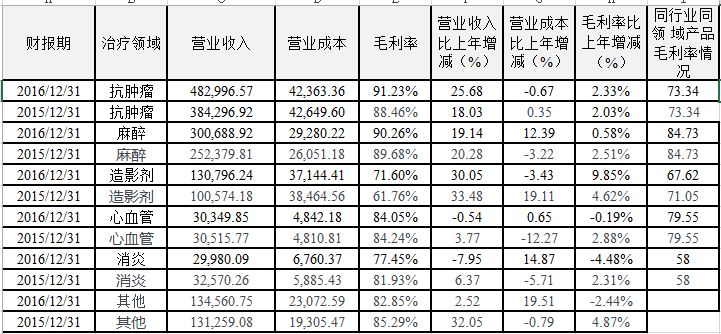 财报期 治疗领域 营业收入 营业成本 毛利率 营业收入比上年增减（%） 营业成本比上年增减（%） 毛利率比上年增减（%） 同行业同领 域产品毛利率情况
2016/12/31 抗肿瘤 482,996.57 42,363.36 91.23% 25.68 -0.67 2.33% 73.34
2015/12/31 抗肿瘤 384,296.92 42,649.60 88.46% 18.03 0.35 2.03% 73.34
2016/12/31 麻醉 300,688.92 29,280.22 90.26% 19.14 12.39 0.58% 84.73
2015/12/31 麻醉 252,379.81 26,051.18 89.68% 20.28 -3.22 2.51% 84.73
2016/12/31 造影剂 130,796.24 37,144.41 71.60% 30.05 -3.43 9.85% 67.62
2015/12/31 造影剂 100,574.18 38,464.56 61.76% 33.48 19.11 4.62% 71.05
2016/12/31 心血管 30,349.85 4,842.18 84.05% -0.54 0.65 -0.19% 79.55
2015/12/31 心血管 30,515.77 4,810.81 84.24% 3.77 -12.27 2.88% 79.55
2016/12/31 消炎 29,980.09 6,760.37 77.45% -7.95 14.87 -4.48% 58
2015/12/31 消炎 32,570.26 5,885.43 81.93% 6.37 -5.71 2.31% 58
2016/12/31 其他 134,560.75 23,072.59 82.85% 2.52 19.51 -2.44%
2015/12/31 其他 131,259.08 19,305.47 85.29% 32.05 -0.79 4.87%